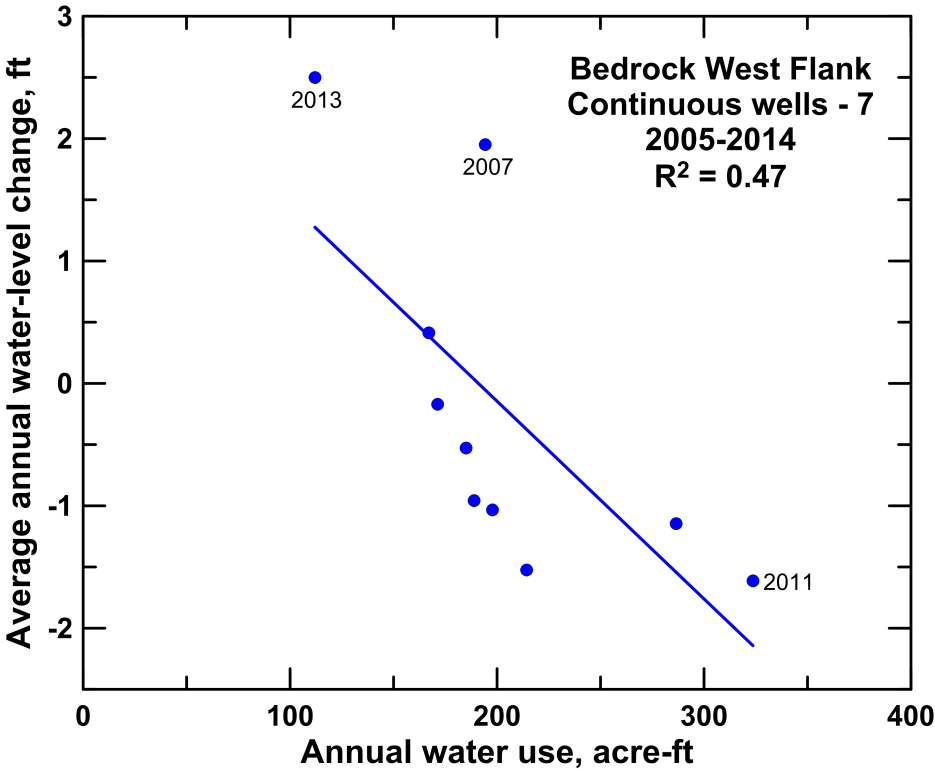 Bedrock West Flank
Continuous wells - 7
2005-2014
R² = 0.47
Average annual water-level change, ft
3
2
1
0
-1
-2
2013
2007
2011
0 100 200 300 400
Annual water use, acre-ft